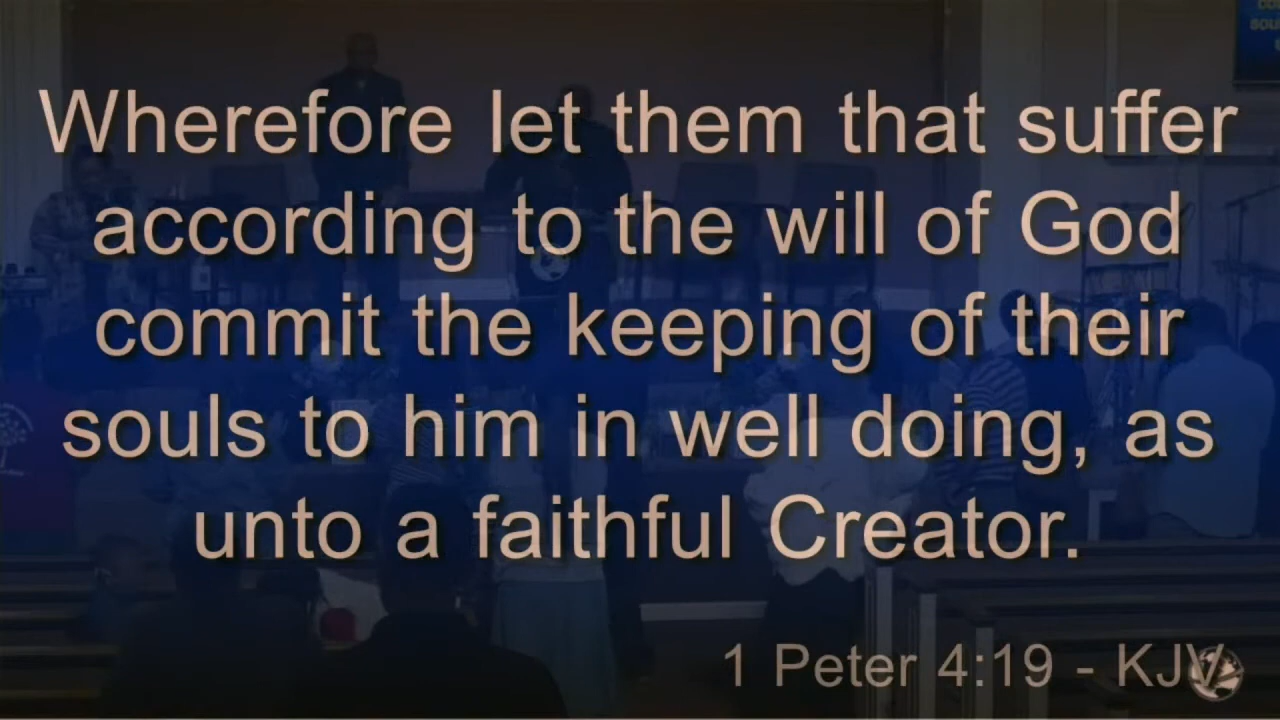 Wherefore let them that suffer
according to the will of God
commit the keeping of their
souls to him in well doing, as
unto a faithful Creator.
1 Peter 4:19 - KJV